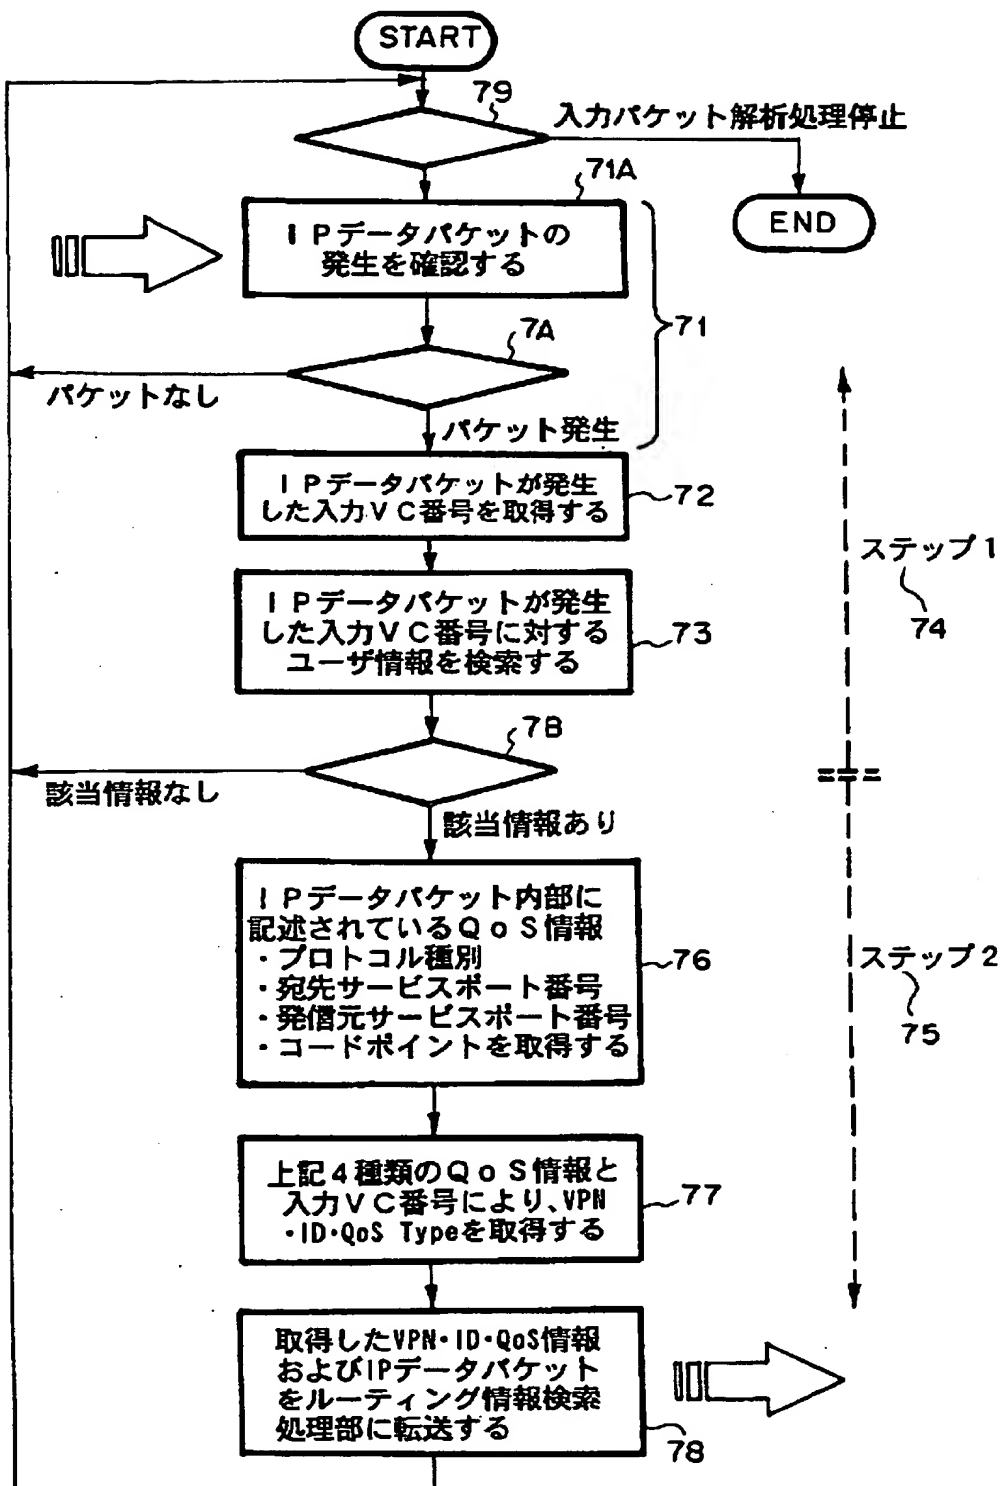 START
79
入力パケット解析処理停止
END
71A
IPデータパケットの
発生を確認する
71
7A
パケットなし
パケット発生
IPデータパケットが発生
した入力VC番号を取得する
72
ステップ1
74
IPデータパケットが発生
した入力VC番号に対する
ユーザ情報を検索する
73
7B
該当情報なし
該当情報あり
IPデータパケット内部に
記述されているQoS情報
・プロトコル種別
・宛先サービスポート番号
・発信元サービスポート番号
・コードポイントを取得する
76
ステップ2
75
上記4種類のQoS情報と
入力VC番号により、VPN
・ID・QoS Typeを取得する
77
取得したVPN・ID・QoS情報
およびIPデータパケット
をルーティング情報検索
処理部に転送する
78